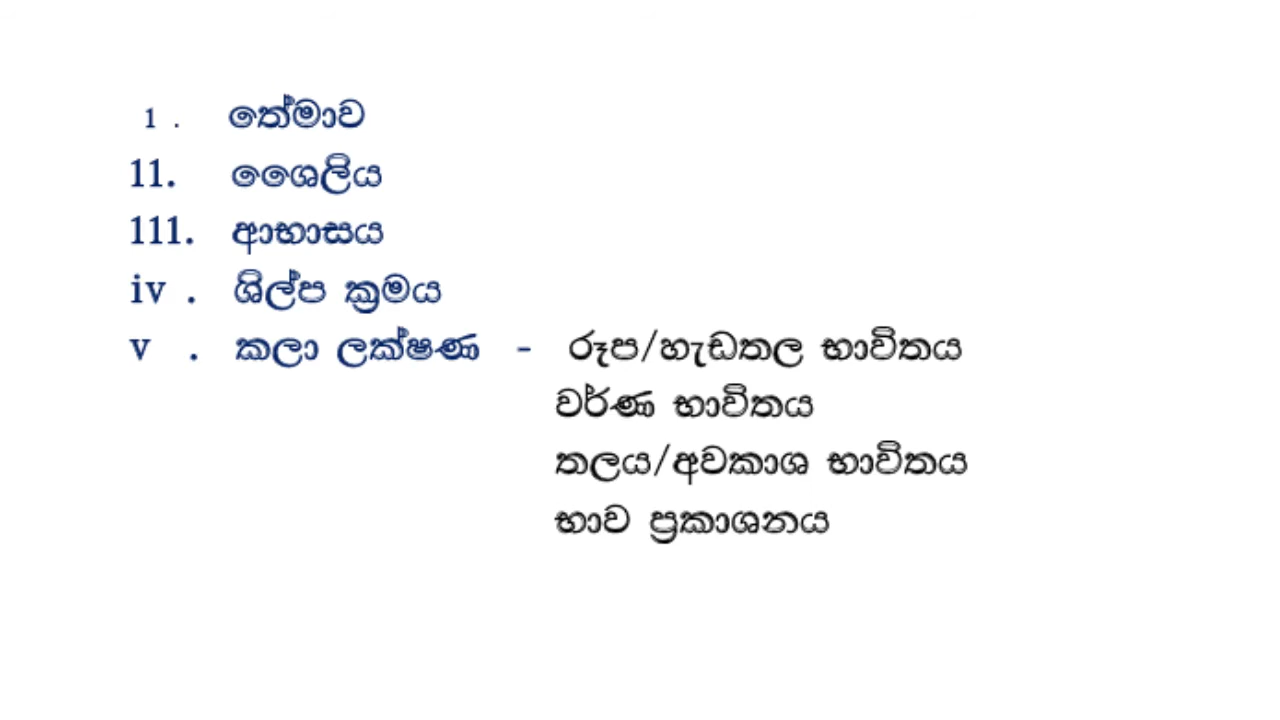 1 . තේමාව
11. ශෛලිය
111. ආභාසය
iv . ශිල්ප ක්‍රමය
v . කලා ලක්ෂණ - රූප/හැඩතල භාවිතය
වර්ණ භාවිතය
තලය/අවකාශ භාවිතය
භාව ප්‍රකාශනය